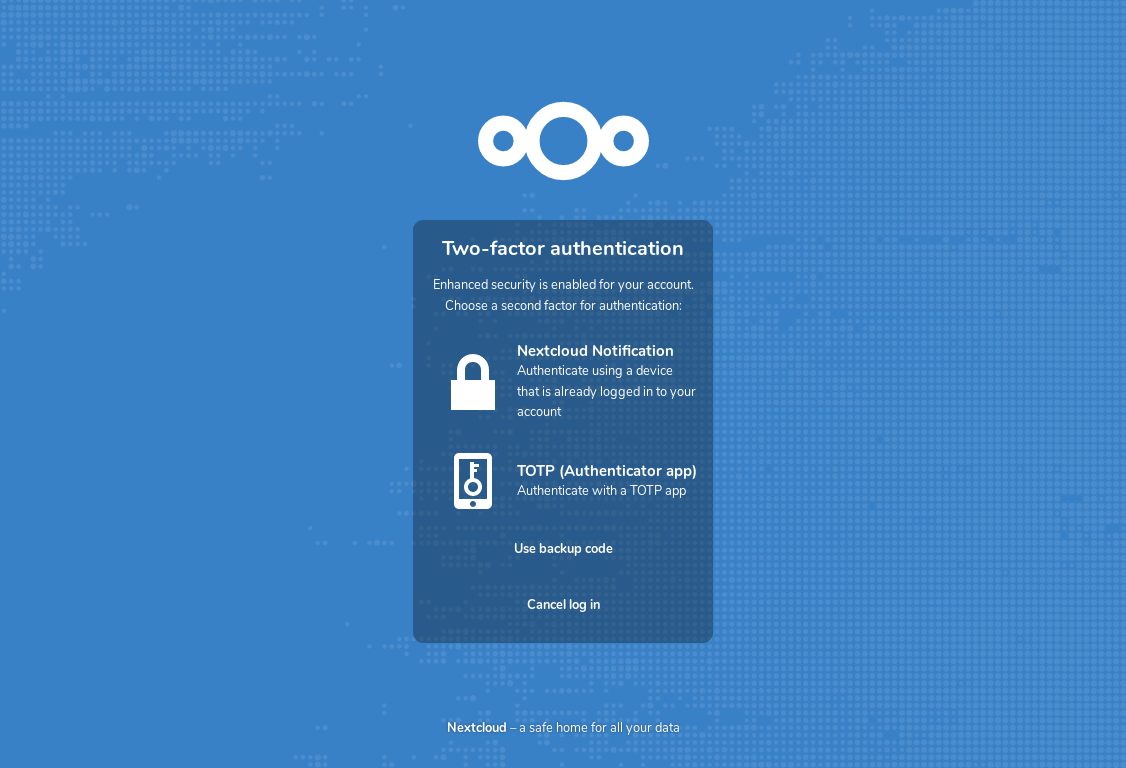 Two-factor authentication
Enhanced security is enabled for your account.
Choose a second factor for authentication:
Nextcloud Notification
Authenticate using a device
that is already logged in to your
account
TOTP (Authenticator app)
Authenticate with a TOTP app
Use backup code
Cancel log in
Nextcloud – a safe home for all your data